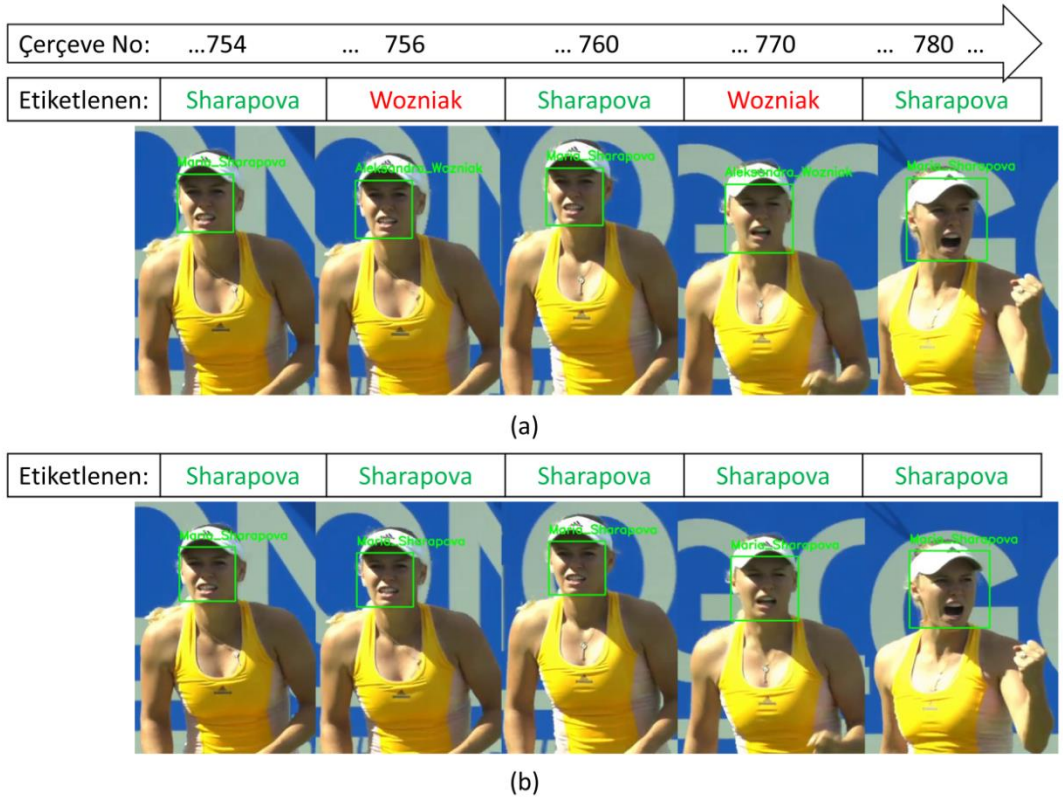 Çerçeve No: ...754 ... 756 ... 760 ... 770 ... 780 ...
Etiketlenen: Sharapova Wozniak Sharapova Wozniak Sharapova
Maria_Sharapova Aleksandra_Wozniak Maria_Sharapova Aleksandra_Wozniak Maria_Sharapova
(a)
Etiketlenen: Sharapova Sharapova Sharapova Sharapova Sharapova
Maria_Sharapova Maria_Sharapova Maria_Sharapova Maria_Sharapova Maria_Sharapova
(b)